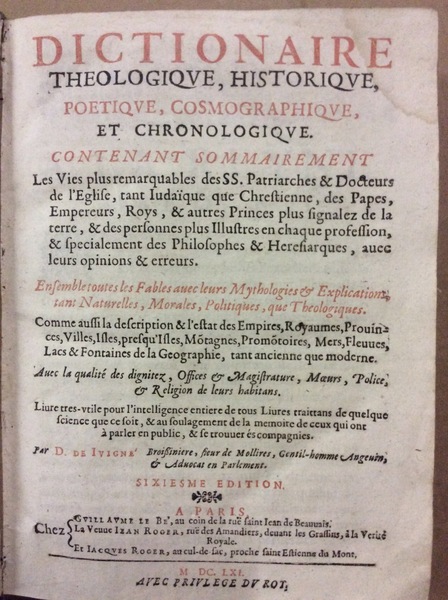 DICTIONAIRE
THEOLOGIQVE, HISTORIQVE,
POETIQVE, COSMOGRAPHIQVE,
ET CHRONOLOGIQVE.
CONTENANT SOMMAIREMENT
Les Vies plus remarquables des SS. Patriarches & Docteurs
de l'Eglise, tant Iudaïque que Chrestienne, des Papes,
Empereurs, Roys, & autres Princes plus signalez de la
terre, & des personnes plus Illustres en chaque profession,
& specialement des Philosophes & Heresiarques, auec
leurs opinions & erreurs.
Ensemble toutes les Fables auec leurs Mythologies & Explications,
tant Naturelles, Morales, Politiques, que Theologiques.
Comme aussi la description & l'estat des Empires, Royaumes, Prouin-
ces, Villes, Isles, presqu'Isles, Mõtagnes, Promõtoires, Mers, Fleuues,
Lacs & Fontaines de la Geographie, tant ancienne que moderne.
Auec la qualité des dignitez, Offices & Magistrature, Mœurs, Police,
& Religion de leurs habitans.
Liure tres-vtile pour l'intelligence entiere de tous Liures traittans de quelque
science que ce soit, & au soulagement de la memoire de ceux qui ont
à parler en public, & se trouuer és compagnies.
Par D. DE IVIGNÉ Broissiniere, sieur de Mollires, Gentil-homme Angeuin,
& Aduocat en Parlement.
SIXIESME EDITION.
A PARIS,
Chez { GVILLAVME LE BÉ, au coin de la ruë saint Iean de Beauuais.
La Veuue IEAN ROGER, ruë des Amandiers, deuant les Grassins, à la Verité
Royale.
Et IACQVES ROGER, au cul-de-sac, proche saint Estienne du Mont.
M DC. LXI.
AVEC PRIVLEGE DV ROY,